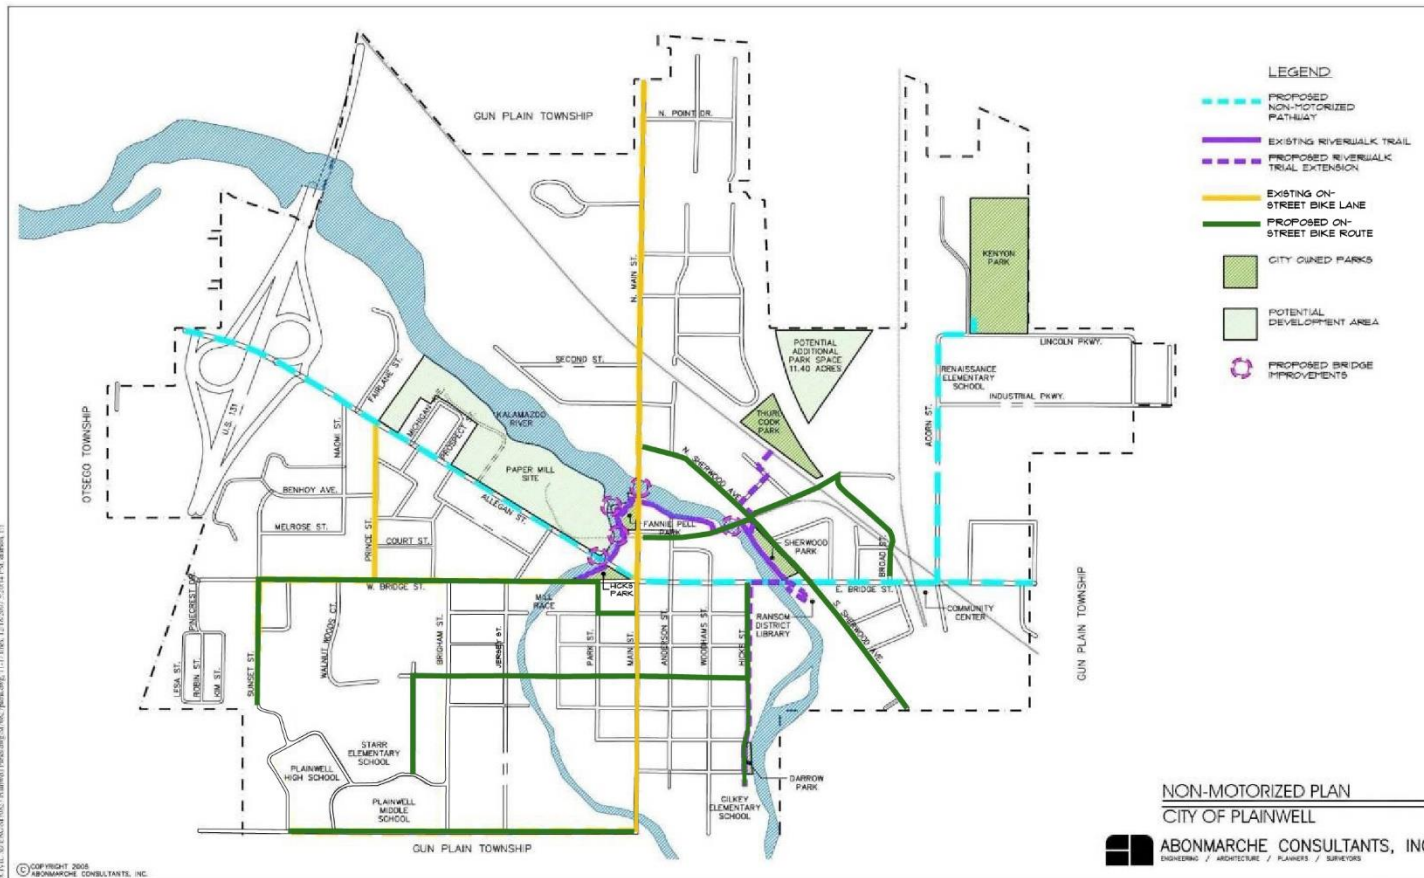 GUN PLAIN TOWNSHIP
N. POINT DR.
LEGEND
PROPOSED
NON-MOTORIZED
PATHWAY
EXISTING RIVERWALK TRAIL
PROPOSED RIVERWALK
TRIAL EXTENSION
EXISTING ON-
STREET BIKE LANE
PROPOSED ON-
STREET BIKE ROUTE
CITY OWNED PARKS
POTENTIAL
DEVELOPMENT AREA
PROPOSED BRIDGE
IMPROVEMENTS
KENYON
PARK
N. MAIN ST.
LINCOLN PKWY.
POTENTIAL
ADDITIONAL
PARK SPACE
11.40 ACRES
SECOND ST.
FAIRLANE ST.
RENAISSANCE
ELEMENTARY
SCHOOL
INDUSTRIAL PKWY.
ACORN ST.
U.S. 131
OTSEGO TOWNSHIP
NAOMI ST.
MICHIGAN
PROSPECT
KALAMAZOO
RIVER
THURL
COOK
PARK
N. SHERWOOD AVE.
PAPER MILL
SITE
BENHOY AVE.
ALLEGAN ST.
MELROSE ST.
PRINCE ST.
COURT ST.
FANNIE PELL
PARK
SHERWOOD
PARK
BROAD ST.
W. BRIDGE ST.
E. BRIDGE ST.
HICKS
PARK
MILL
RACE
PINECREST DR.
LESA ST.
ROBIN ST.
KIM ST.
SUNSET ST.
WALNUT WOODS CT.
BRIGHAM ST.
JERSEY ST.
PARK ST.
MAIN ST.
ANDERSON ST.
WOODHAMS ST.
HICKS ST.
RANSOM
DISTRICT
LIBRARY
S. SHERWOOD AVE.
COMMUNITY
CENTER
GUN PLAIN TOWNSHIP
STARR
ELEMENTARY
SCHOOL
PLAINWELL
HIGH SCHOOL
PLAINWELL
MIDDLE
SCHOOL
DARROW
PARK
GILKEY
ELEMENTARY
SCHOOL
GUN PLAIN TOWNSHIP
NON-MOTORIZED PLAN
CITY OF PLAINWELL
ABONMARCHE CONSULTANTS, INC
ENGINEERING / ARCHITECTURE / PLANNERS / SURVEYORS
© COPYRIGHT 2005
ABONMARCHE CONSULTANTS, INC.